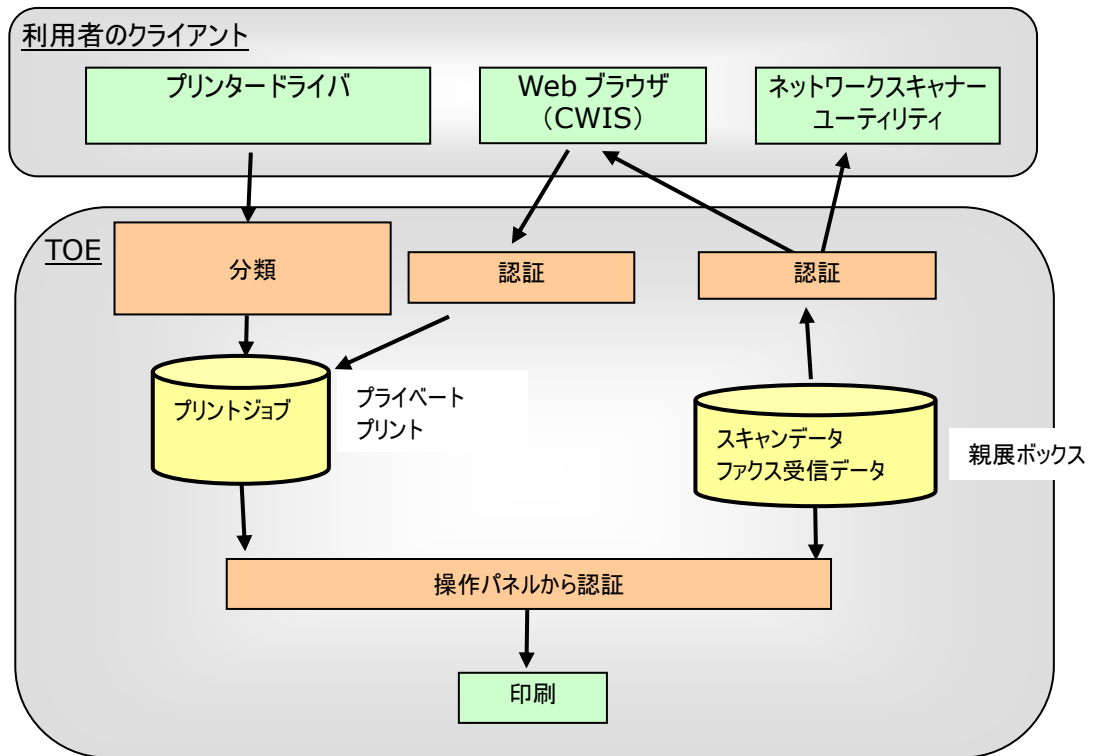 利用者のクライアント
プリンタードライバ
Web ブラウザ
（CWIS）
ネットワークスキャナー
ユーティリティ
TOE
分類
認証
認証
プリントジョブ
プライベート
プリント
スキャンデータ
ファクス受信データ
親展ボックス
操作パネルから認証
印刷